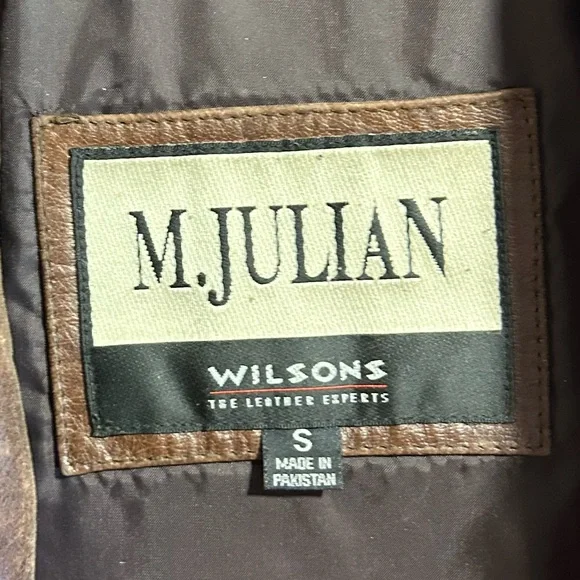 M.JULIAN
WILSONS
THE LEATHER EXPERTS
S
MADE IN
PAKISTAN